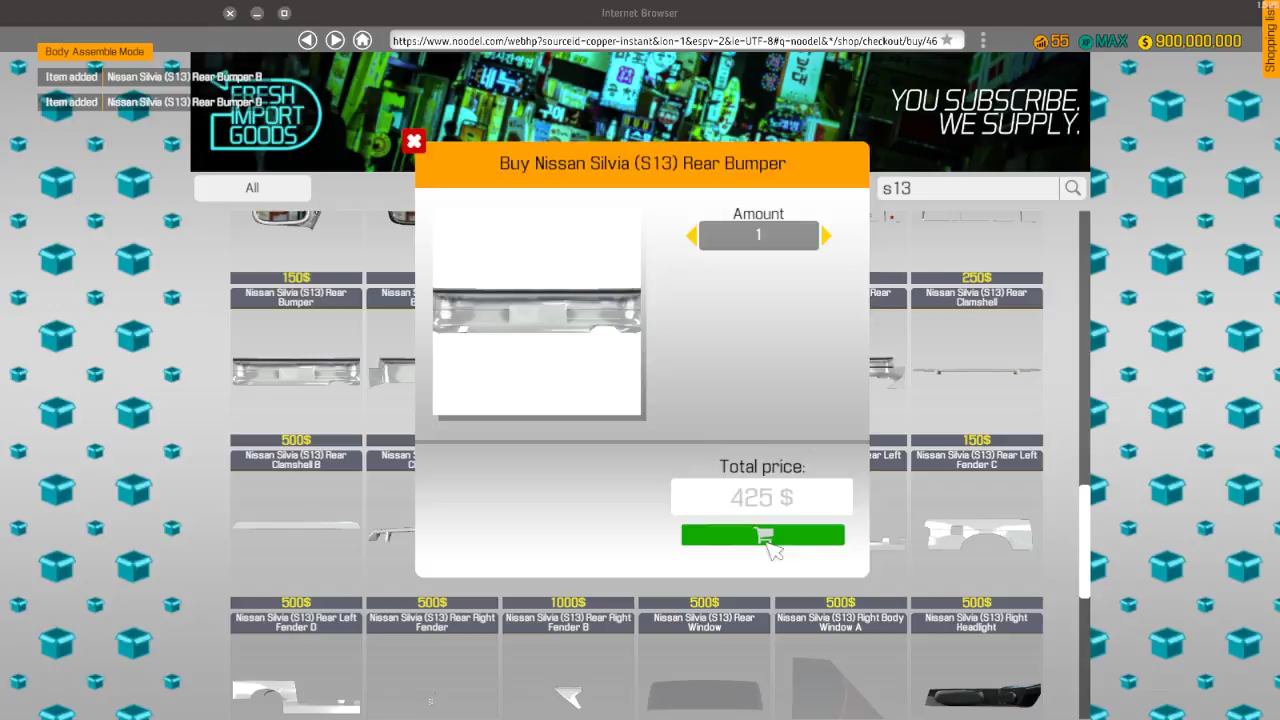 Internet Browser
https://www.noodel.com/webhp?sourceid=copper-instant&ion=1&espv=2&ie=UTF-8#q=noodel&*/shop/checkout/buy/46
55
XP MAX
$ 900,000,000
Shopping list
Body Assemble Mode
Item added Nissan Silvia (S13) Rear Bumper B
Item added Nissan Silvia (S13) Rear Bumper D
FRESH
IMPORT
GOODS
YOU SUBSCRIBE.
WE SUPPLY.
All
s13
Buy Nissan Silvia (S13) Rear Bumper
Amount
1
Total price:
425 $
150$
250$
Nissan Silvia (S13) Rear
Bumper
Nissan S
Rear
Nissan Silvia (S13) Rear
Clamshell
500$
150$
Nissan Silvia (S13) Rear
Clamshell B
Nissan S
ear Left
Nissan Silvia (S13) Rear Left
Fender C
500$
500$
1000$
500$
500$
500$
Nissan Silvia (S13) Rear Left
Fender D
Nissan Silvia (S13) Rear Right
Fender
Nissan Silvia (S13) Rear Right
Fender B
Nissan Silvia (S13) Rear
Window
Nissan Silvia (S13) Right Body
Window A
Nissan Silvia (S13) Right
Headlight